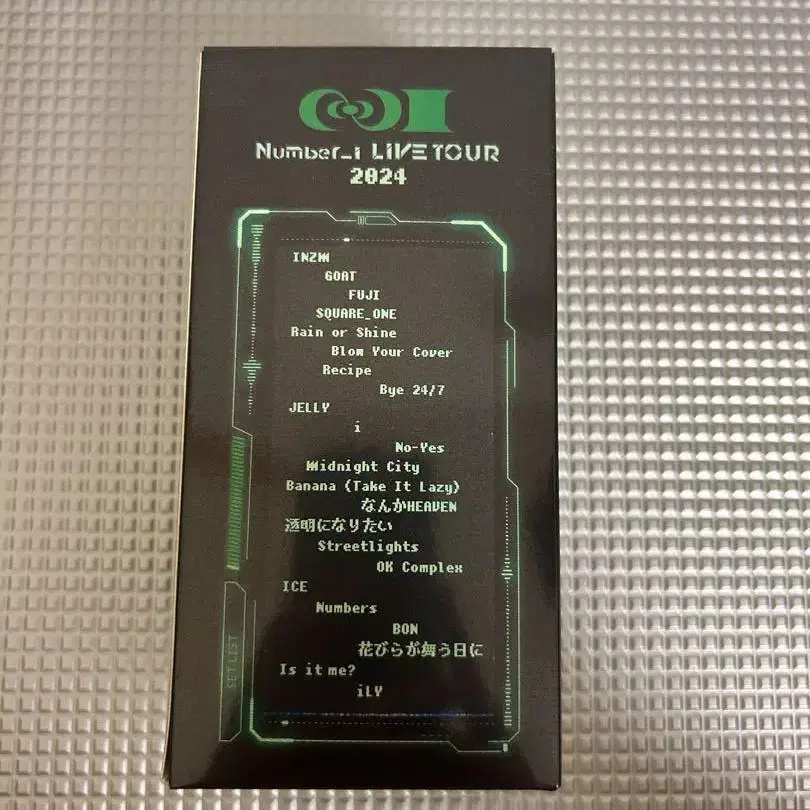 Number_i LIVE TOUR
2024
INZM
GOAT
FUJI
SQUARE_ONE
Rain or Shine
Blow Your Cover
Recipe
Bye 24/7
JELLY
i
No-Yes
Midnight City
Banana (Take It Lazy)
なんかHEAVEN
透明になりたい
Streetlights
OK Complex
ICE
Numbers
BON
花びらが舞う日に
Is it me?
iLY
SET LIST